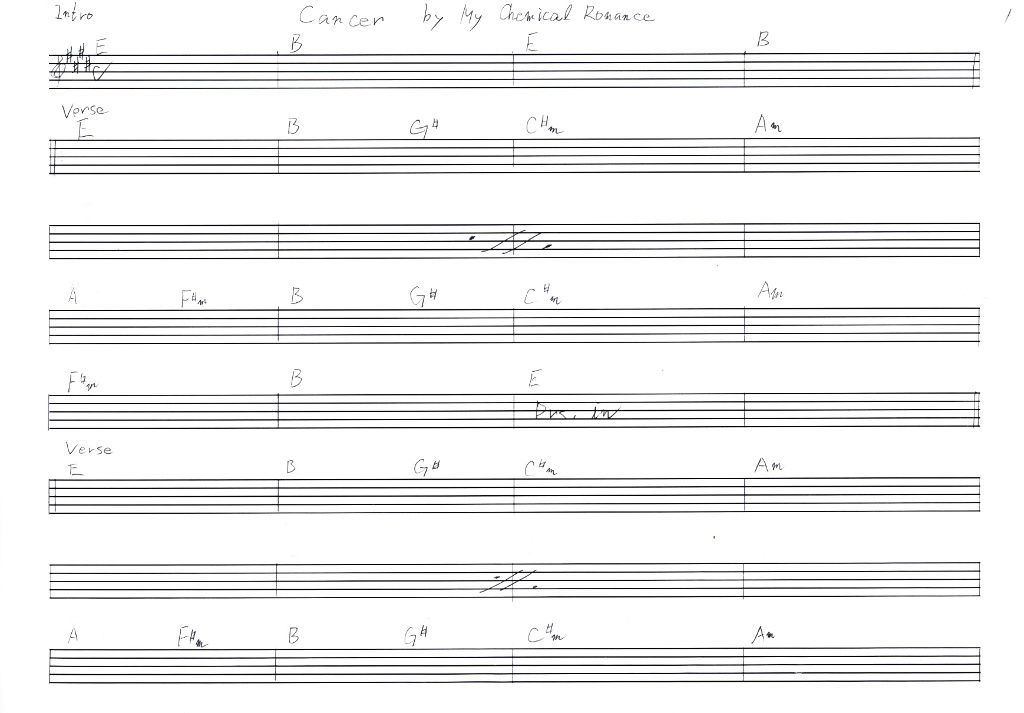 Intro Cancer by My Chemical Romance 1
E B E B
Verse
E B G# C#m Am
A F#m B G# C#m Am
F#m B E
Drs. in
Verse
E B G# C#m Am
A F#m B G# C#m Am